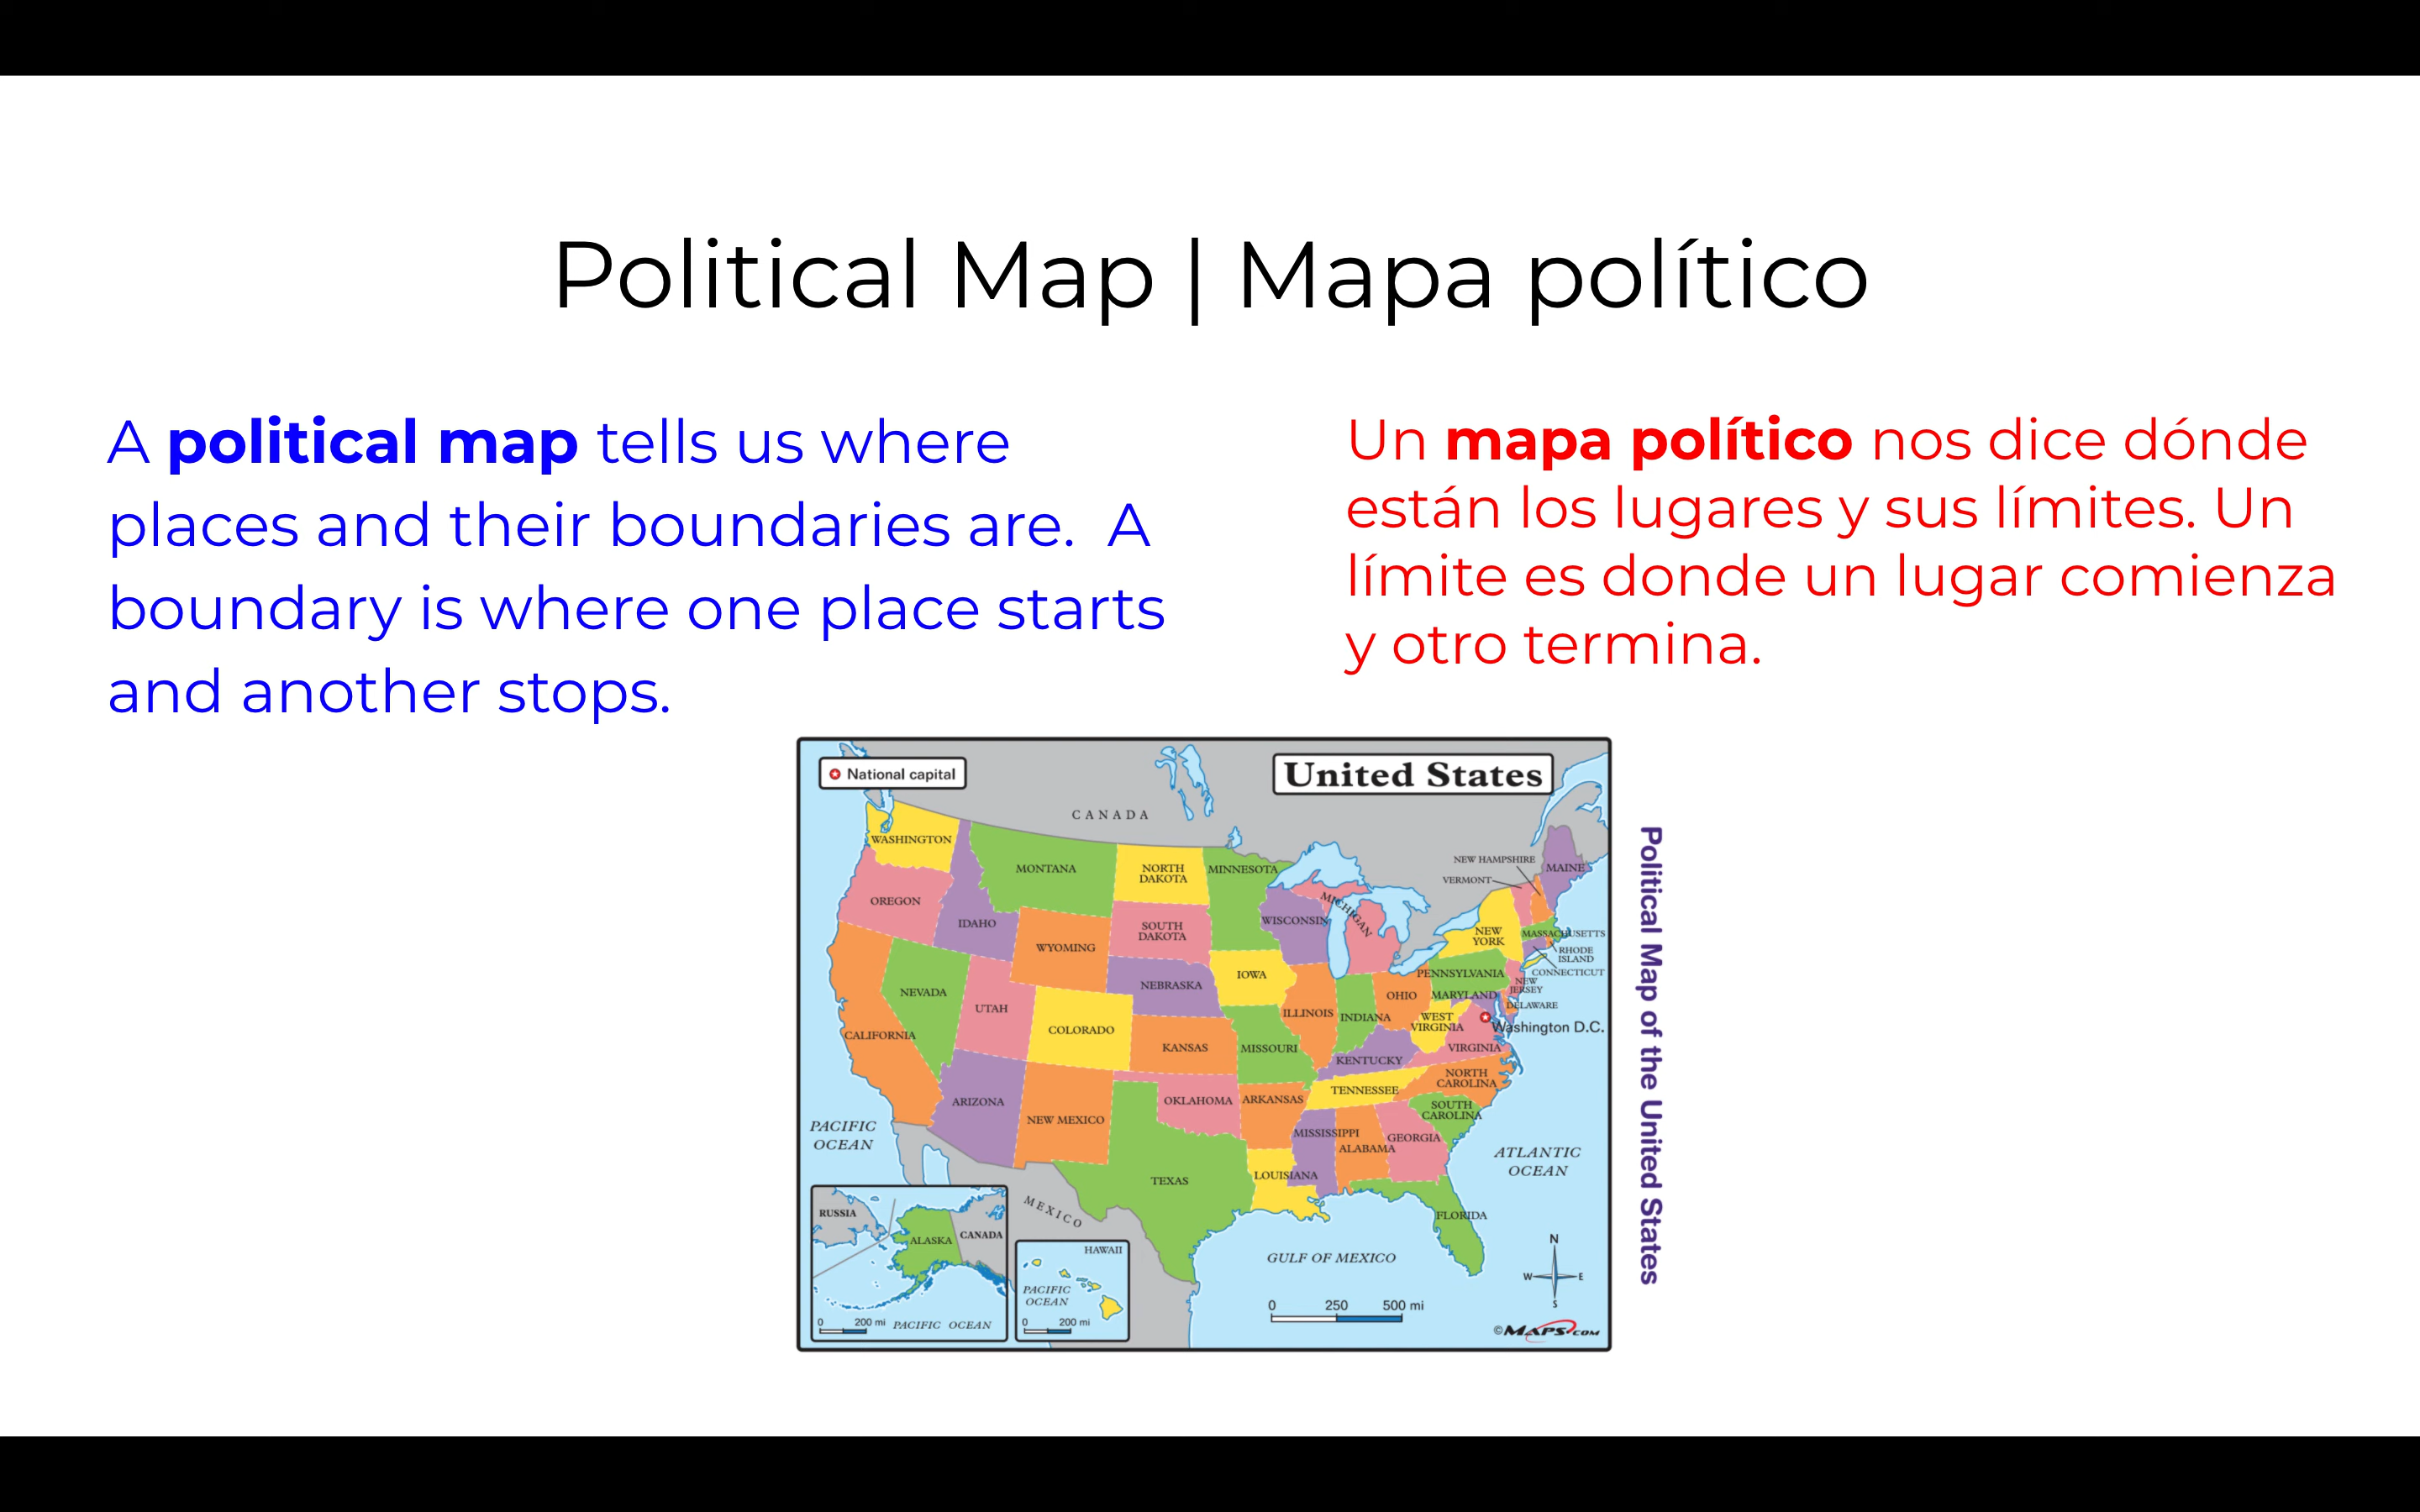 Political Map | Mapa político
A political map tells us where
places and their boundaries are.  A
boundary is where one place starts
and another stops.
Un mapa político nos dice dónde
están los lugares y sus límites. Un
límite es donde un lugar comienza
y otro termina.
National capital
United States
CANADA
WASHINGTON
OREGON
IDAHO
MONTANA
NORTH
DAKOTA
MINNESOTA
SOUTH
DAKOTA
WYOMING
WISCONSIN
MICHIGAN
NEW HAMPSHIRE
VERMONT
MAINE
NEW
YORK
MASSACHUSETTS
RHODE
ISLAND
CONNECTICUT
PENNSYLVANIA
NEW
JERSEY
MARYLAND
DELAWARE
Washington D.C.
NEVADA
UTAH
COLORADO
NEBRASKA
IOWA
ILLINOIS
INDIANA
OHIO
WEST
VIRGINIA
VIRGINIA
CALIFORNIA
KANSAS
MISSOURI
KENTUCKY
ARIZONA
NEW MEXICO
OKLAHOMA
ARKANSAS
TENNESSEE
NORTH
CAROLINA
SOUTH
CAROLINA
MISSISSIPPI
ALABAMA
GEORGIA
TEXAS
LOUISIANA
FLORIDA
PACIFIC
OCEAN
ATLANTIC
OCEAN
MEXICO
GULF OF MEXICO
RUSSIA
ALASKA
CANADA
0 200 mi
PACIFIC OCEAN
HAWAII
PACIFIC
OCEAN
0 200 mi
0 250 500 mi
N
W E
S
©MAPS.COM
Political Map of the United States